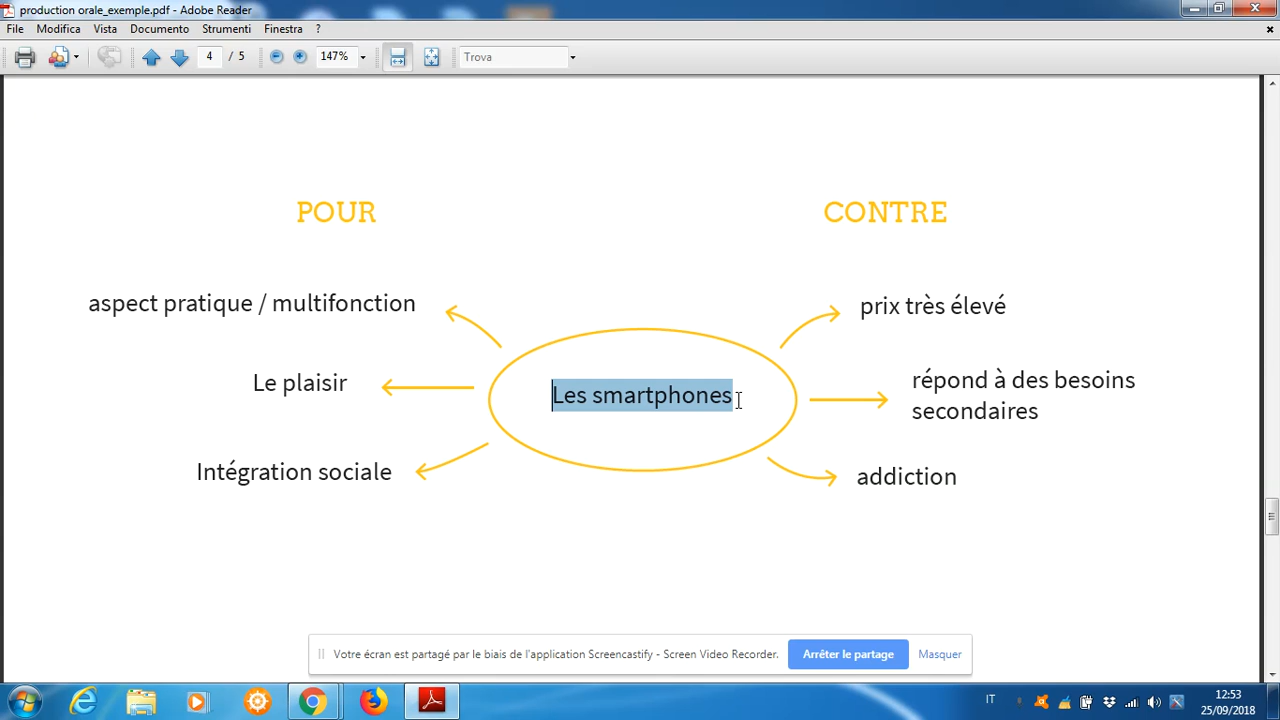 production orale_exemple.pdf - Adobe Reader
File Modifica Vista Documento Strumenti Finestra ?
4 / 5 147% Trova
POUR
CONTRE
aspect pratique / multifonction
prix très élevé
Le plaisir
Les smartphones
répond à des besoins
secondaires
Intégration sociale
addiction
Votre écran est partagé par le biais de l'application Screencastify - Screen Video Recorder. Arrêter le partage Masquer
IT
12:53
25/09/2018